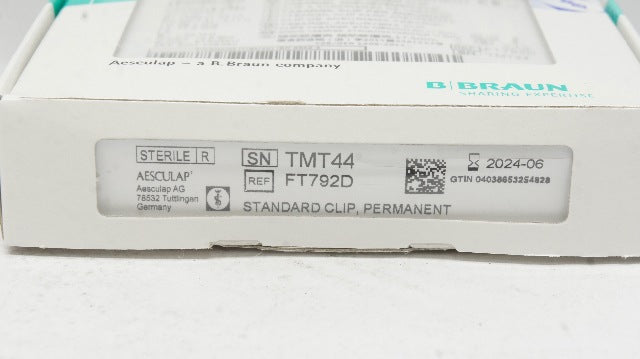 Aesculap – a B. Braun company
B|BRAUN
SHARING EXPERTISE
STERILE R
SN TMT44
REF FT792D
AESCULAP®
Aesculap AG
78532 Tuttlingen
Germany
STANDARD CLIP, PERMANENT
2024-06
GTIN 04038653254828